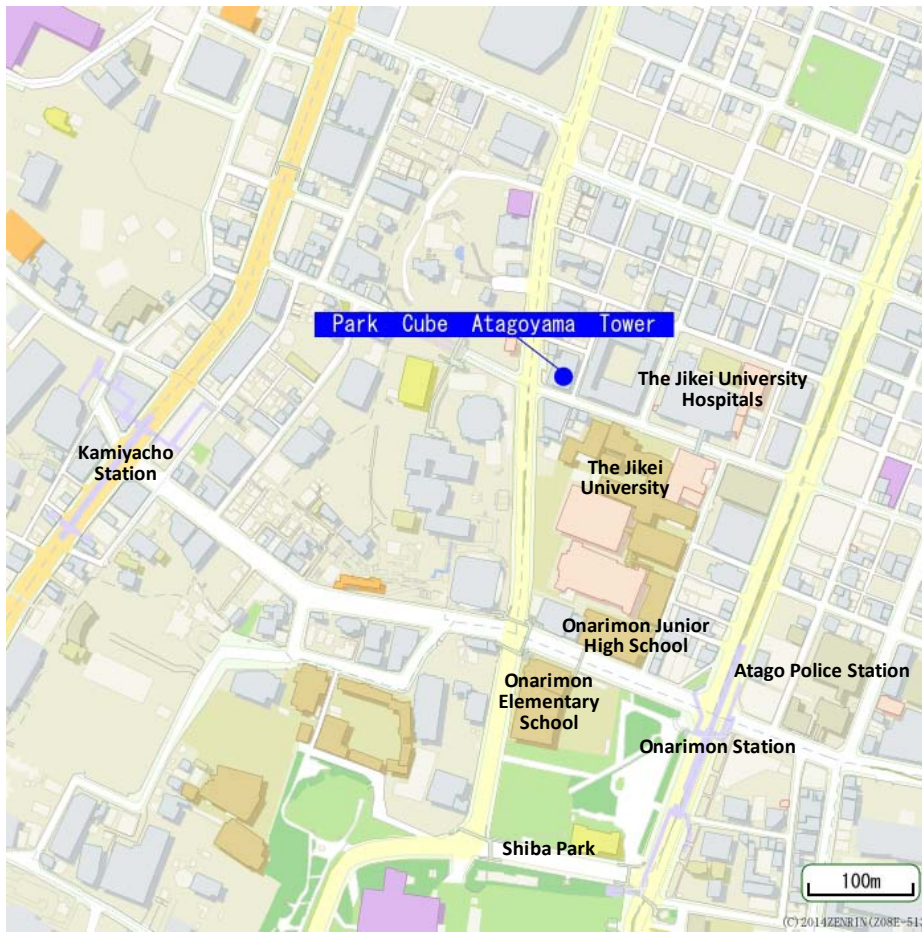 Park Cube Atagoyama Tower
The Jikei University
Hospitals
Kamiyacho
Station
The Jikei
University
Onarimon Junior
High School
Atago Police Station
Onarimon
Elementary
School
Onarimon Station
Shiba Park
100m
(C)2014ZENRIN(Z08E-513